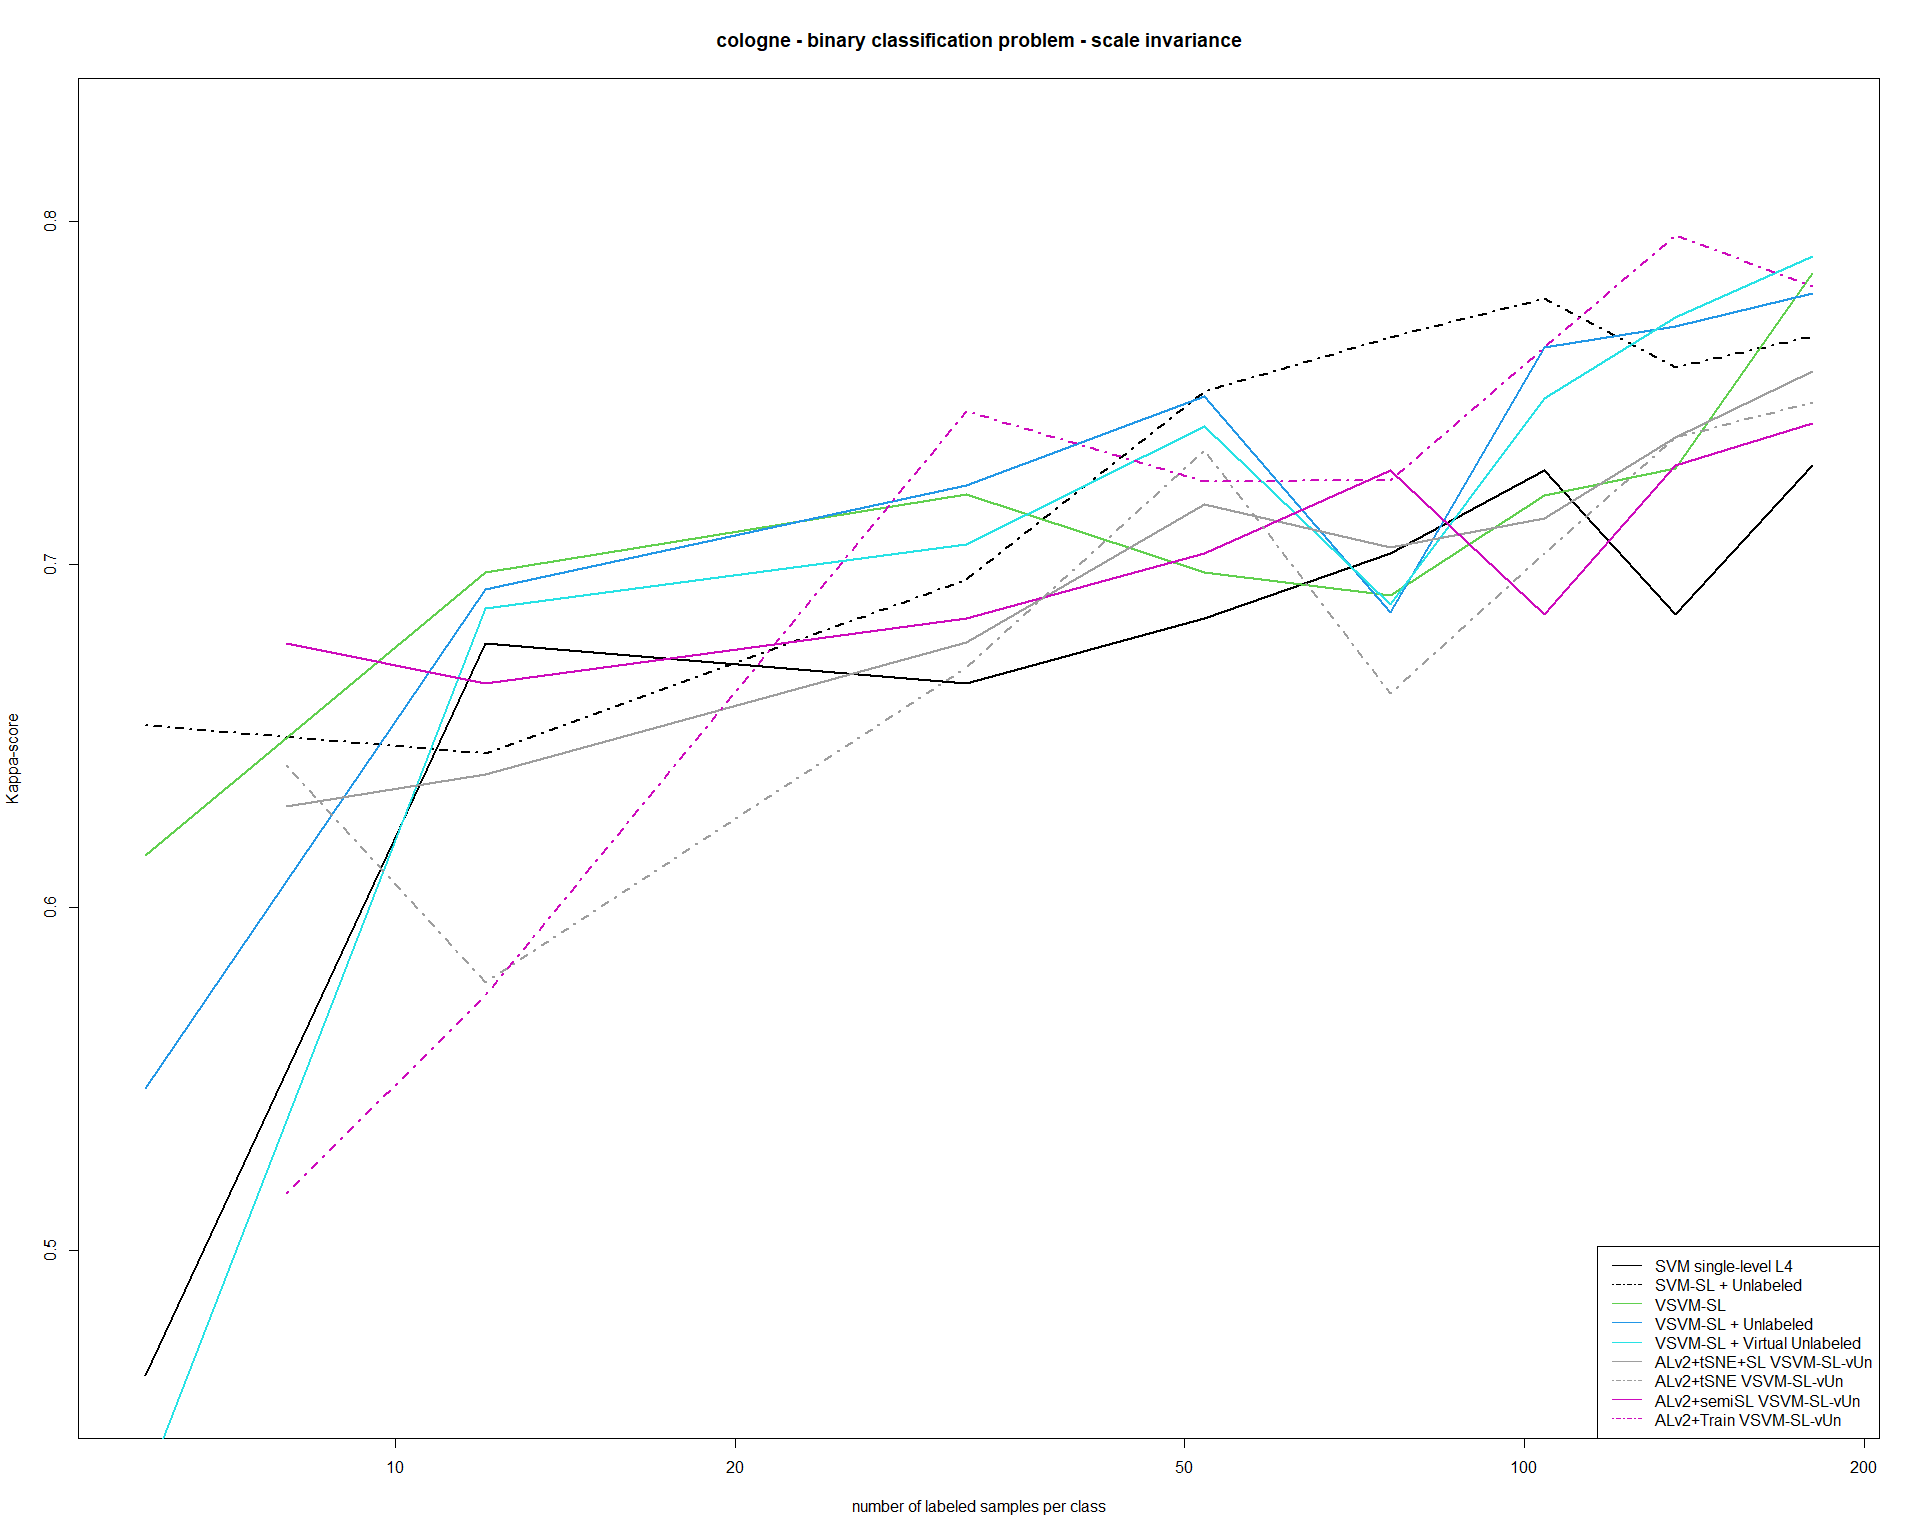 cologne - binary classification problem - scale invariance
0.8
0.7
0.6
0.5
Kappa-score
10
20
50
100
200
number of labeled samples per class
SVM single-level L4
SVM-SL + Unlabeled
VSVM-SL
VSVM-SL + Unlabeled
VSVM-SL + Virtual Unlabeled
ALv2+tSNE+SL VSVM-SL-vUn
ALv2+tSNE VSVM-SL-vUn
ALv2+semiSL VSVM-SL-vUn
ALv2+Train VSVM-SL-vUn